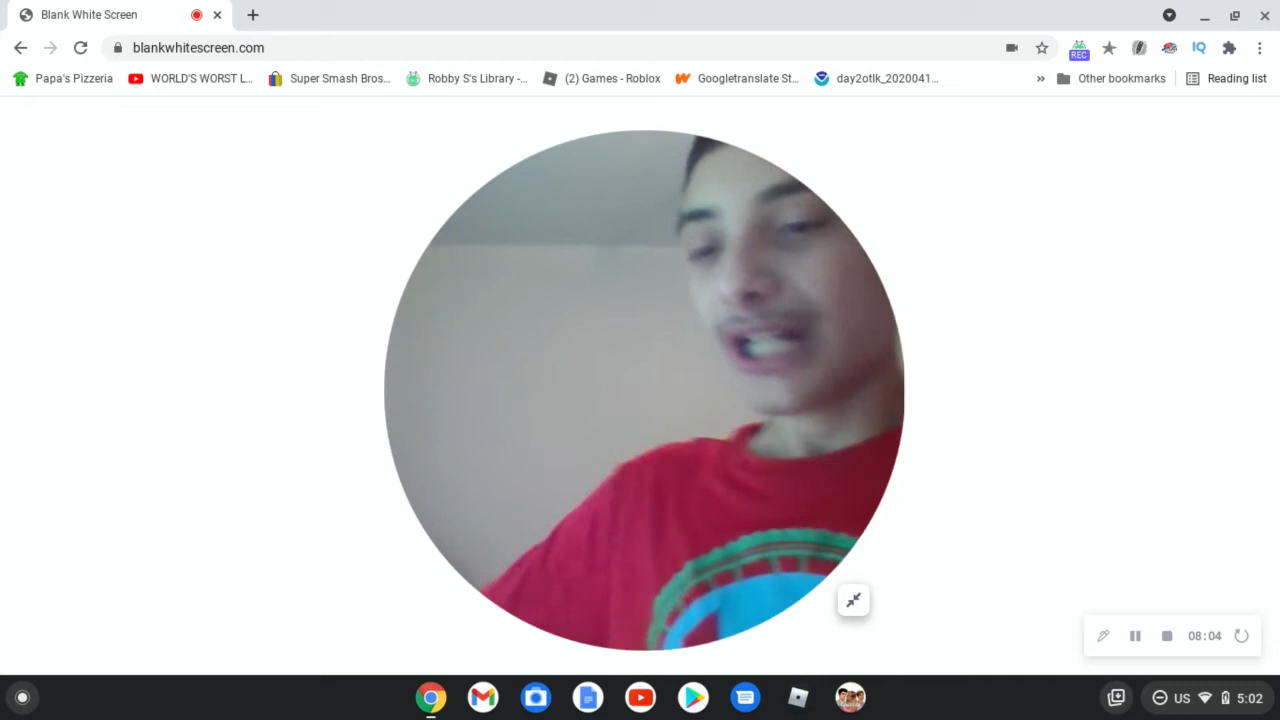 Blank White Screen
blankwhitescreen.com
REC
IQ
Papa's Pizzeria WORLD'S WORST L... Super Smash Bros... Robby S's Library -... (2) Games - Roblox Googletranslate St... day2otlk_2020041... » Other bookmarks Reading list
08:04
US 5:02